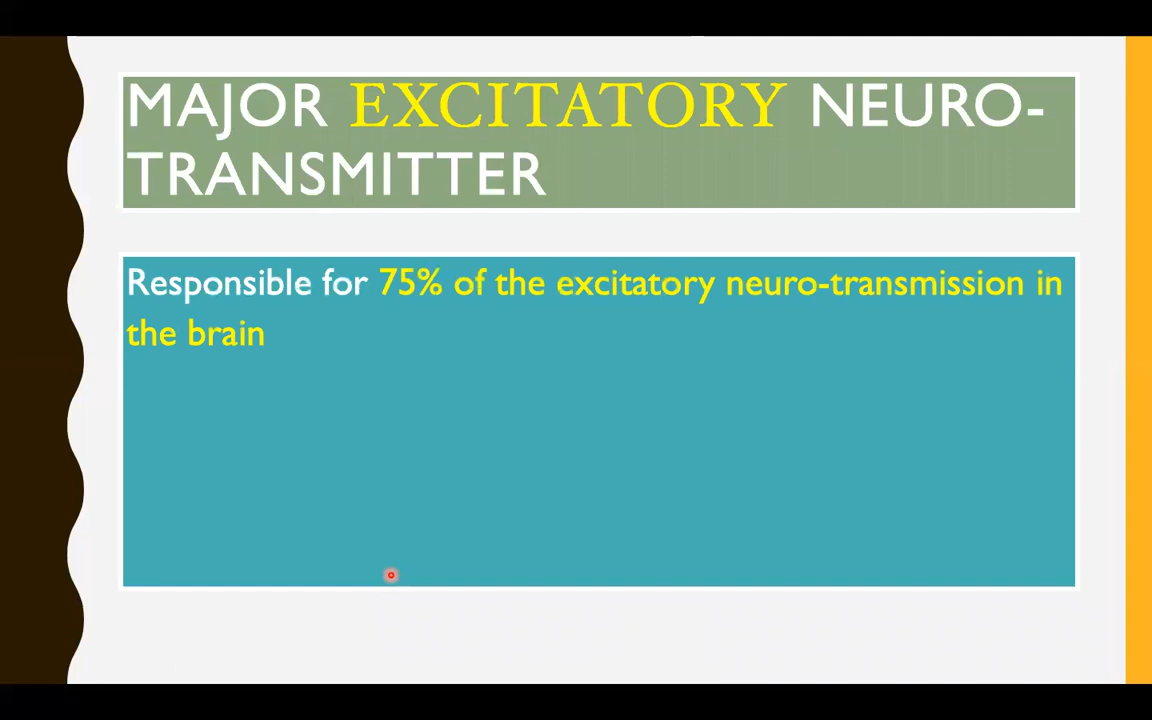 MAJOR EXCITATORY NEURO-
TRANSMITTER
Responsible for 75% of the excitatory neuro-transmission in
the brain